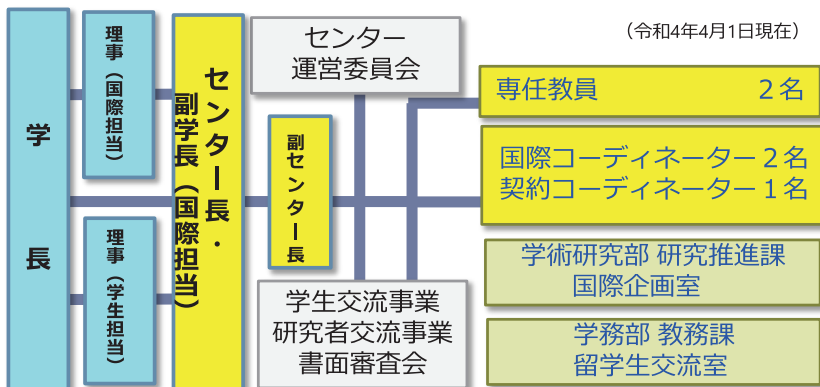 (令和4年4月1日現在)
学長
理事(国際担当)
理事(学生担当)
センター長・
副学長(国際担当)
センター
運営委員会
副センター長
学生交流事業
研究者交流事業
書面審査会
専任教員 2名
国際コーディネーター2名
契約コーディネーター1名
学術研究部 研究推進課
国際企画室
学務部 教務課
留学生交流室